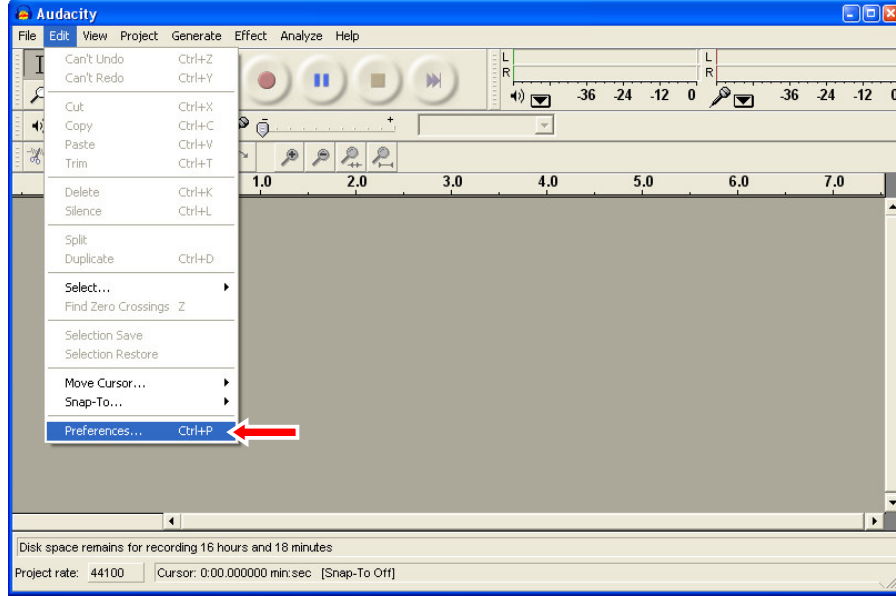 Audacity
File Edit View Project Generate Effect Analyze Help
Can't Undo Ctrl+Z
Can't Redo Ctrl+Y
Cut Ctrl+X
Copy Ctrl+C
Paste Ctrl+V
Trim Ctrl+T
Delete Ctrl+K
Silence Ctrl+L
Split
Duplicate Ctrl+D
Select...
Find Zero Crossings Z
Selection Save
Selection Restore
Move Cursor...
Snap-To...
Preferences... Ctrl+P
L L
R R
-36 -24 -12 0 -36 -24 -12 0
1.0 2.0 3.0 4.0 5.0 6.0 7.0
Disk space remains for recording 16 hours and 18 minutes
Project rate: 44100 Cursor: 0:00.000000 min:sec [Snap-To Off]